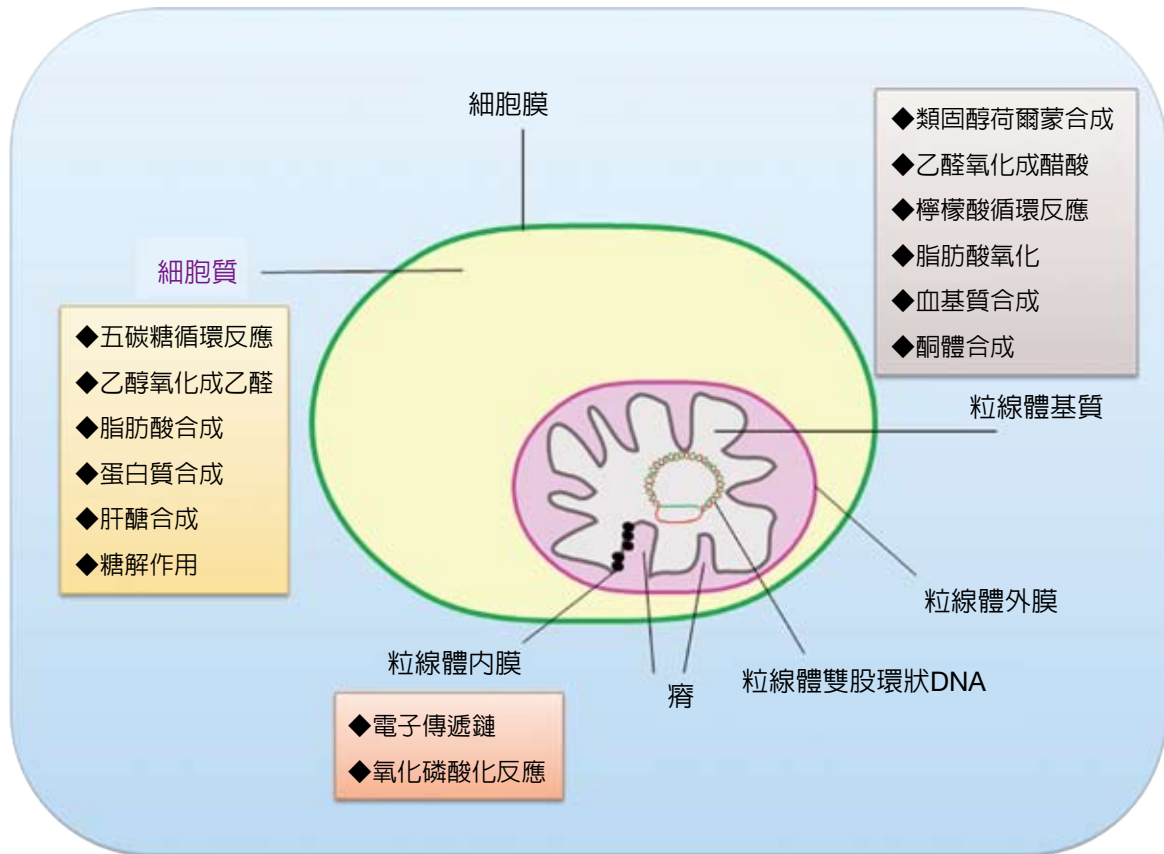 細胞膜
◆類固醇荷爾蒙合成
◆乙醛氧化成醋酸
◆檸檬酸循環反應
◆脂肪酸氧化
◆血基質合成
◆酮體合成
細胞質
◆五碳糖循環反應
◆乙醇氧化成乙醛
◆脂肪酸合成
◆蛋白質合成
◆肝醣合成
◆糖解作用
粒線體基質
粒線體外膜
粒線體內膜
瘠
粒線體雙股環狀DNA
◆電子傳遞鏈
◆氧化磷酸化反應